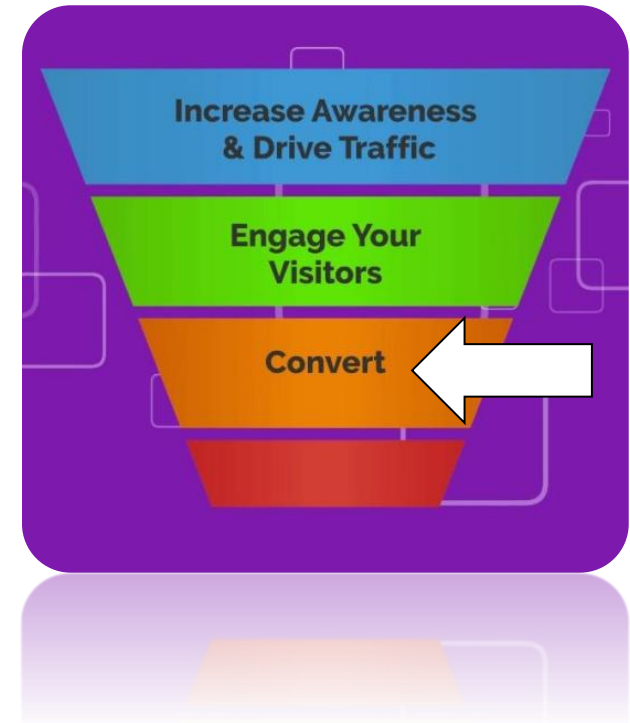 Increase Awareness
& Drive Traffic
Engage Your
Visitors
Convert